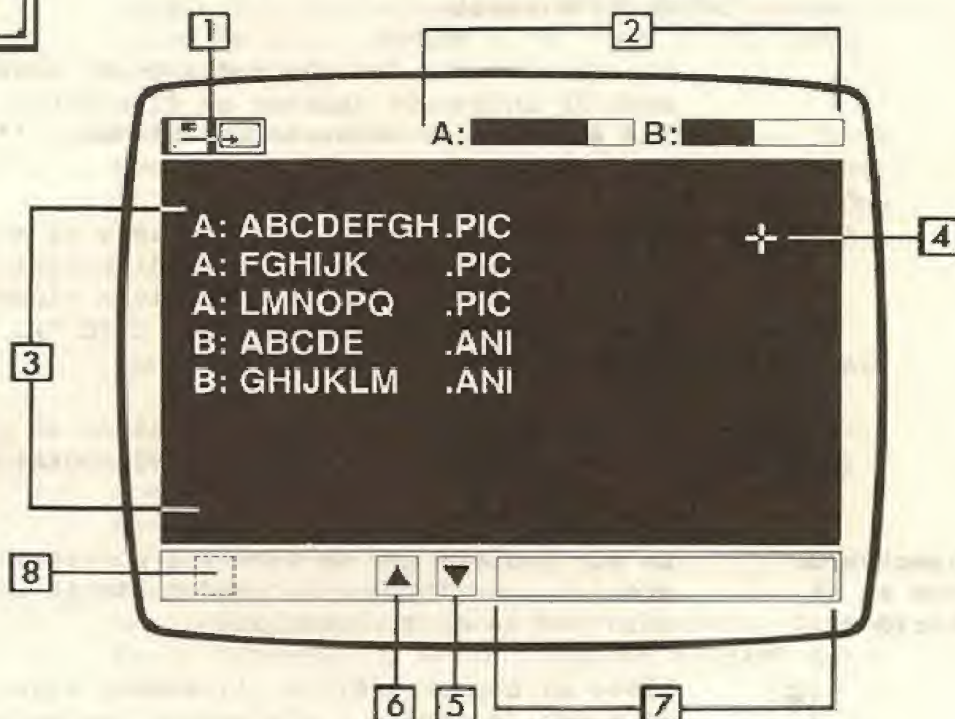 1 2
A: B:
A: ABCDEFGH.PIC
4
A: FGHIJK .PIC
A: LMNOPQ .PIC
3
B: ABCDE .ANI
B: GHIJKLM .ANI
8
6 5 7